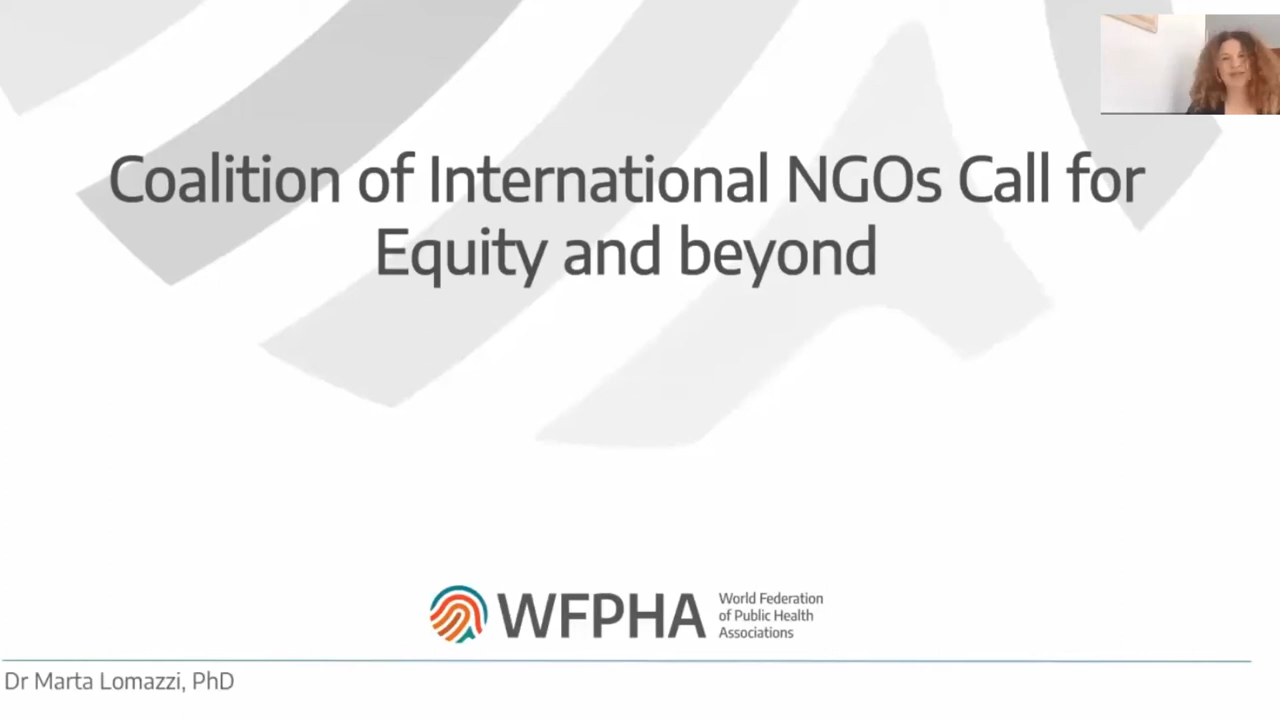 Coalition of International NGOs Call for
Equity and beyond
WFPHA
World Federation
of Public Health
Associations
Dr Marta Lomazzi, PhD